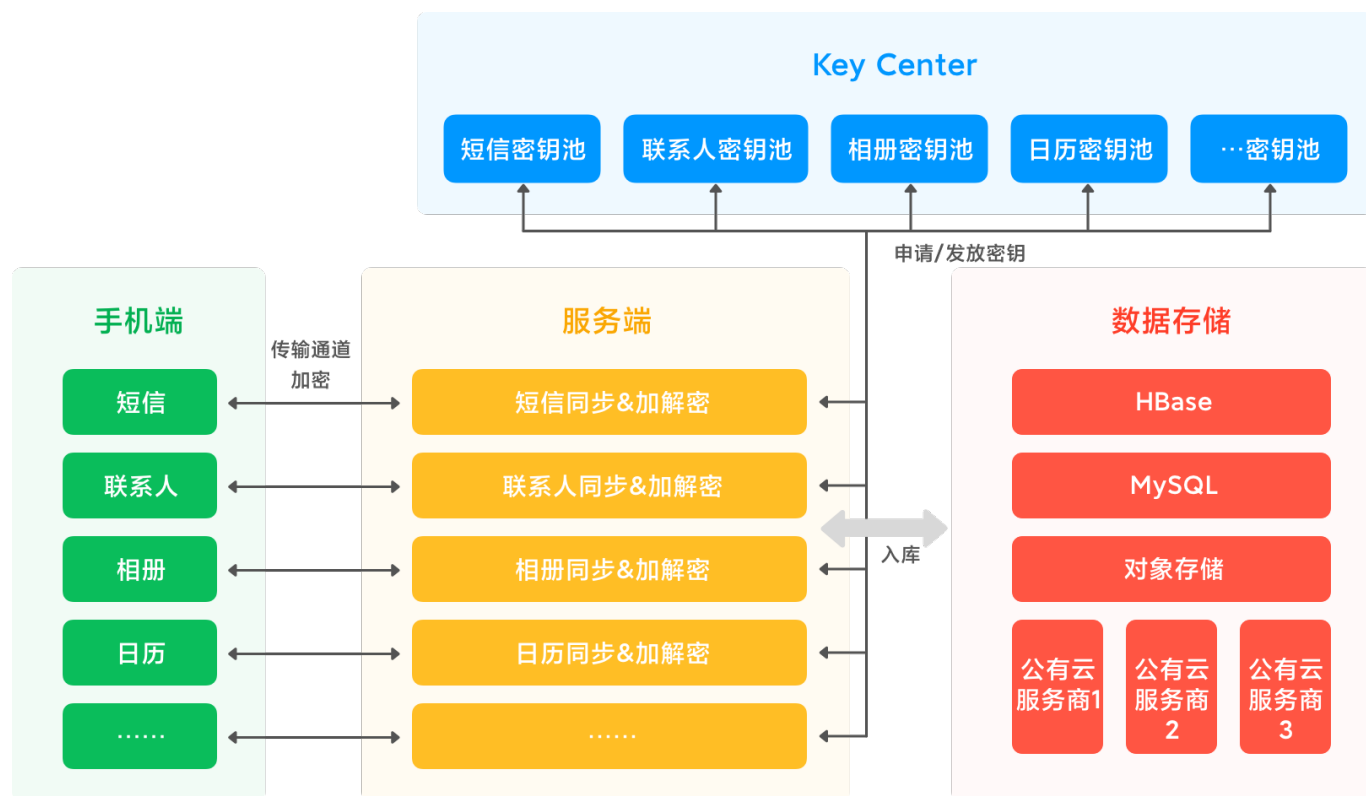 Key Center
短信密钥池
联系人密钥池
相册密钥池
日历密钥池
…密钥池
申请/发放密钥
手机端
短信
联系人
相册
日历
……
传输通道
加密
服务端
短信同步&加解密
联系人同步&加解密
相册同步&加解密
日历同步&加解密
……
入库
数据存储
HBase
MySQL
对象存储
公有云
服务商1
公有云
服务商
2
公有云
服务商
3